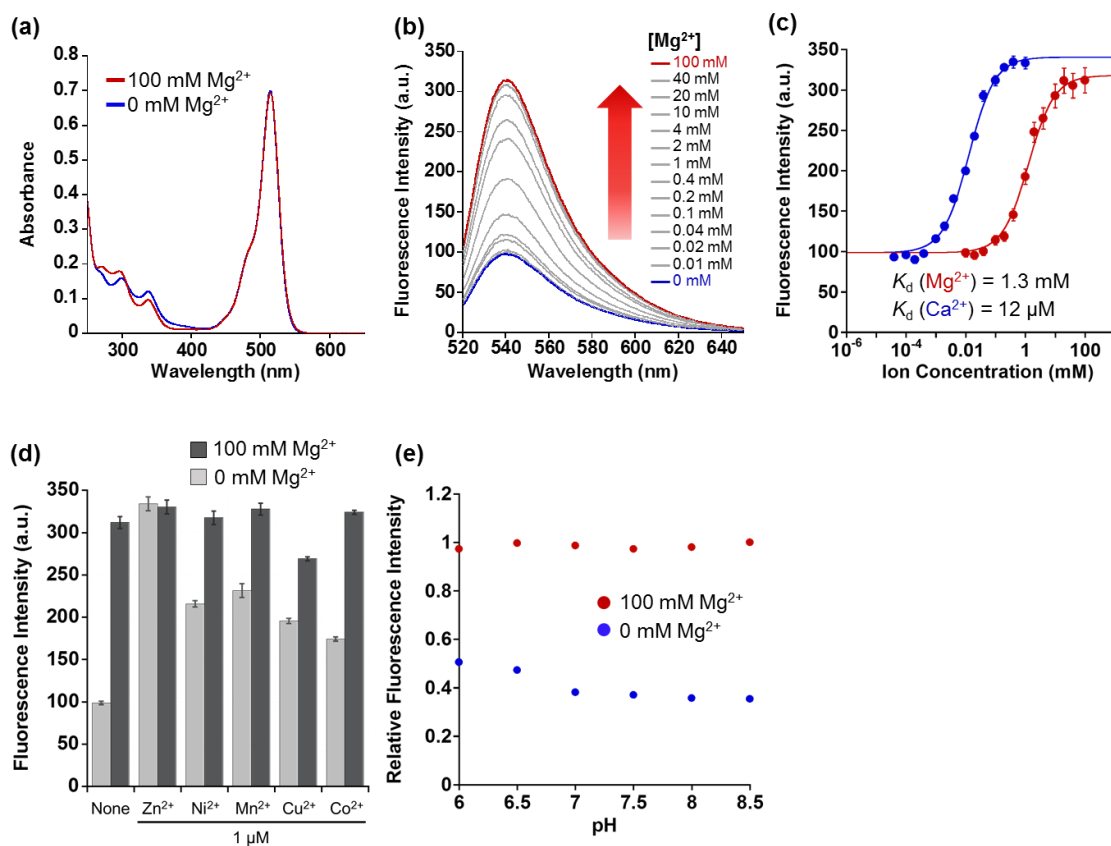 (a)
100 mM Mg²⁺
0 mM Mg²⁺
0.8
0.7
0.6
0.5
0.4
0.3
0.2
0.1
0
Absorbance
300 400 500 600
Wavelength (nm)
(b)
350
300
250
200
150
100
50
0
Fluorescence Intensity (a.u.)
520 540 560 580 600 620 640
Wavelength (nm)
[Mg²⁺]
100 mM
40 mM
20 mM
10 mM
4 mM
2 mM
1 mM
0.4 mM
0.2 mM
0.1 mM
0.04 mM
0.02 mM
0.01 mM
0 mM
(c)
350
300
250
200
150
100
50
0
Fluorescence Intensity (a.u.)
K_d (Mg²⁺) = 1.3 mM
K_d (Ca²⁺) = 12 μM
10⁻⁶ 10⁻⁴ 0.01 1 100
Ion Concentration (mM)
(d)
100 mM Mg²⁺
0 mM Mg²⁺
350
300
250
200
150
100
50
0
Fluorescence Intensity (a.u.)
None Zn²⁺ Ni²⁺ Mn²⁺ Cu²⁺ Co²⁺
1 μM
(e)
1.2
1
0.8
0.6
0.4
0.2
0
Relative Fluorescence Intensity
100 mM Mg²⁺
0 mM Mg²⁺
6 6.5 7 7.5 8 8.5
pH